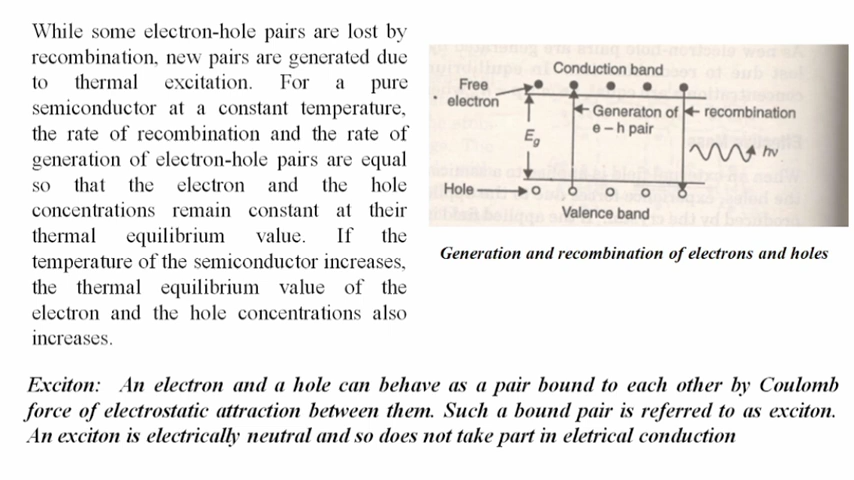 While some electron-hole pairs are lost by
recombination, new pairs are generated due
to thermal excitation. For a pure
semiconductor at a constant temperature,
the rate of recombination and the rate of
generation of electron-hole pairs are equal
so that the electron and the hole
concentrations remain constant at their
thermal equilibrium value. If the
temperature of the semiconductor increases,
the thermal equilibrium value of the
electron and the hole concentrations also
increases.
Conduction band
Free
electron
Generaton of
e – h pair
recombination
Eg
hν
Hole
Valence band
Generation and recombination of electrons and holes
Exciton: An electron and a hole can behave as a pair bound to each other by Coulomb
force of electrostatic attraction between them. Such a bound pair is referred to as exciton.
An exciton is electrically neutral and so does not take part in eletrical conduction